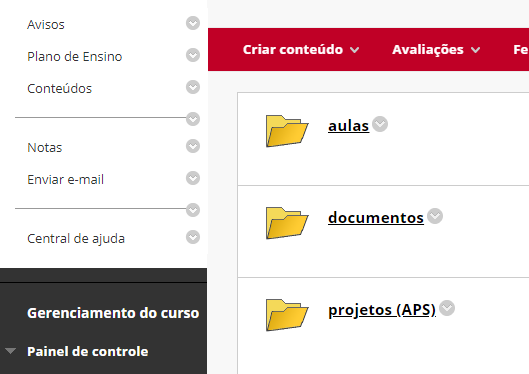 Avisos
Plano de Ensino
Conteúdos
Notas
Enviar e-mail
Central de ajuda
Gerenciamento do curso
Painel de controle
Criar conteúdo
Avaliações
Fe
aulas
documentos
projetos (APS)